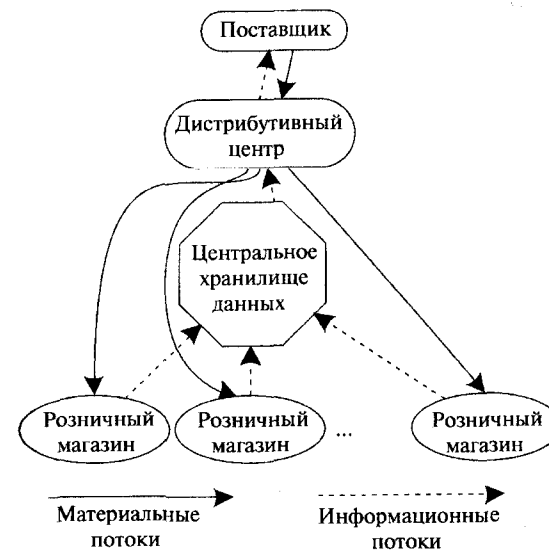 Поставщик
Дистрибутивный
центр
Центральное
хранилище
данных
Розничный
магазин
Розничный
магазин
...
Розничный
магазин
Материальные
потоки
Информационные
потоки